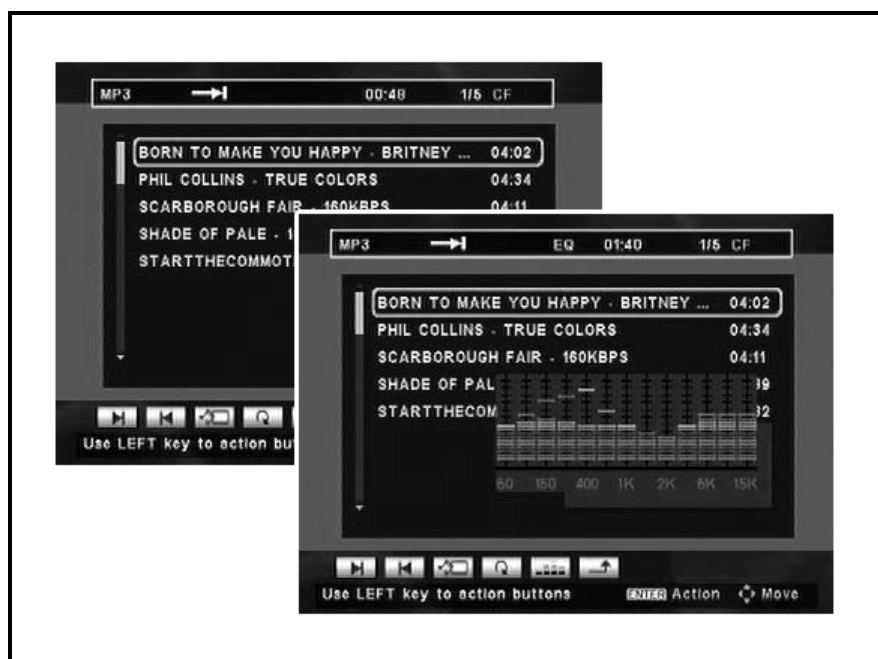 MP3 00:48 1/5 CF
BORN TO MAKE YOU HAPPY - BRITNEY ... 04:02
PHIL COLLINS - TRUE COLORS 04:34
SCARBOROUGH FAIR - 160KBPS 04:11
SHADE OF PALE - 1
STARTTHECOMMOT
Use LEFT key to action bu
MP3 EQ 01:40 1/5 CF
BORN TO MAKE YOU HAPPY - BRITNEY ... 04:02
PHIL COLLINS - TRUE COLORS 04:34
SCARBOROUGH FAIR - 160KBPS 04:11
SHADE OF PAL 39
STARTTHECOM 32
60 150 400 1K 2K 6K 15K
Use LEFT key to action buttons ENTER Action Move